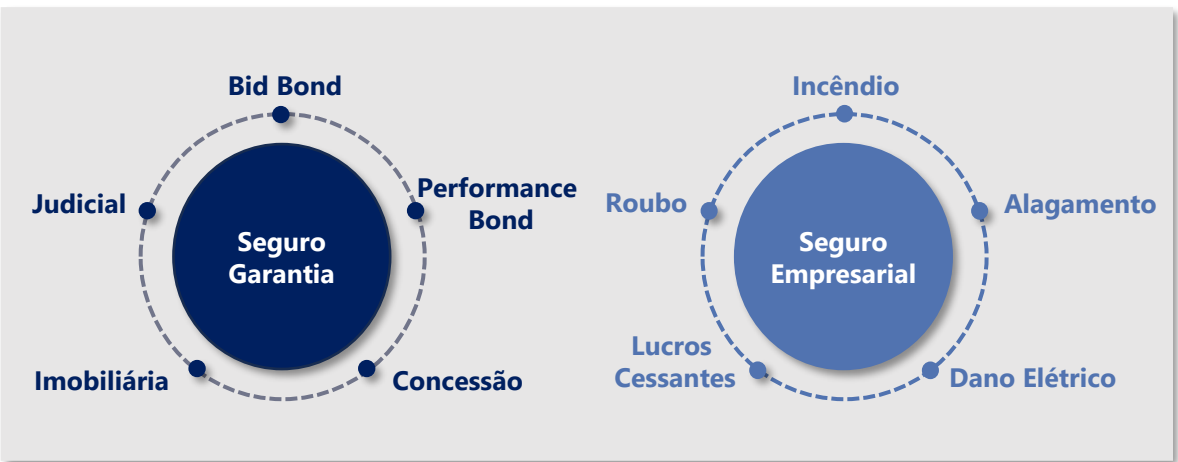 Bid Bond
Performance
Bond
Concessão
Imobiliária
Judicial
Seguro
Garantia
Incêndio
Alagamento
Dano Elétrico
Lucros
Cessantes
Roubo
Seguro
Empresarial